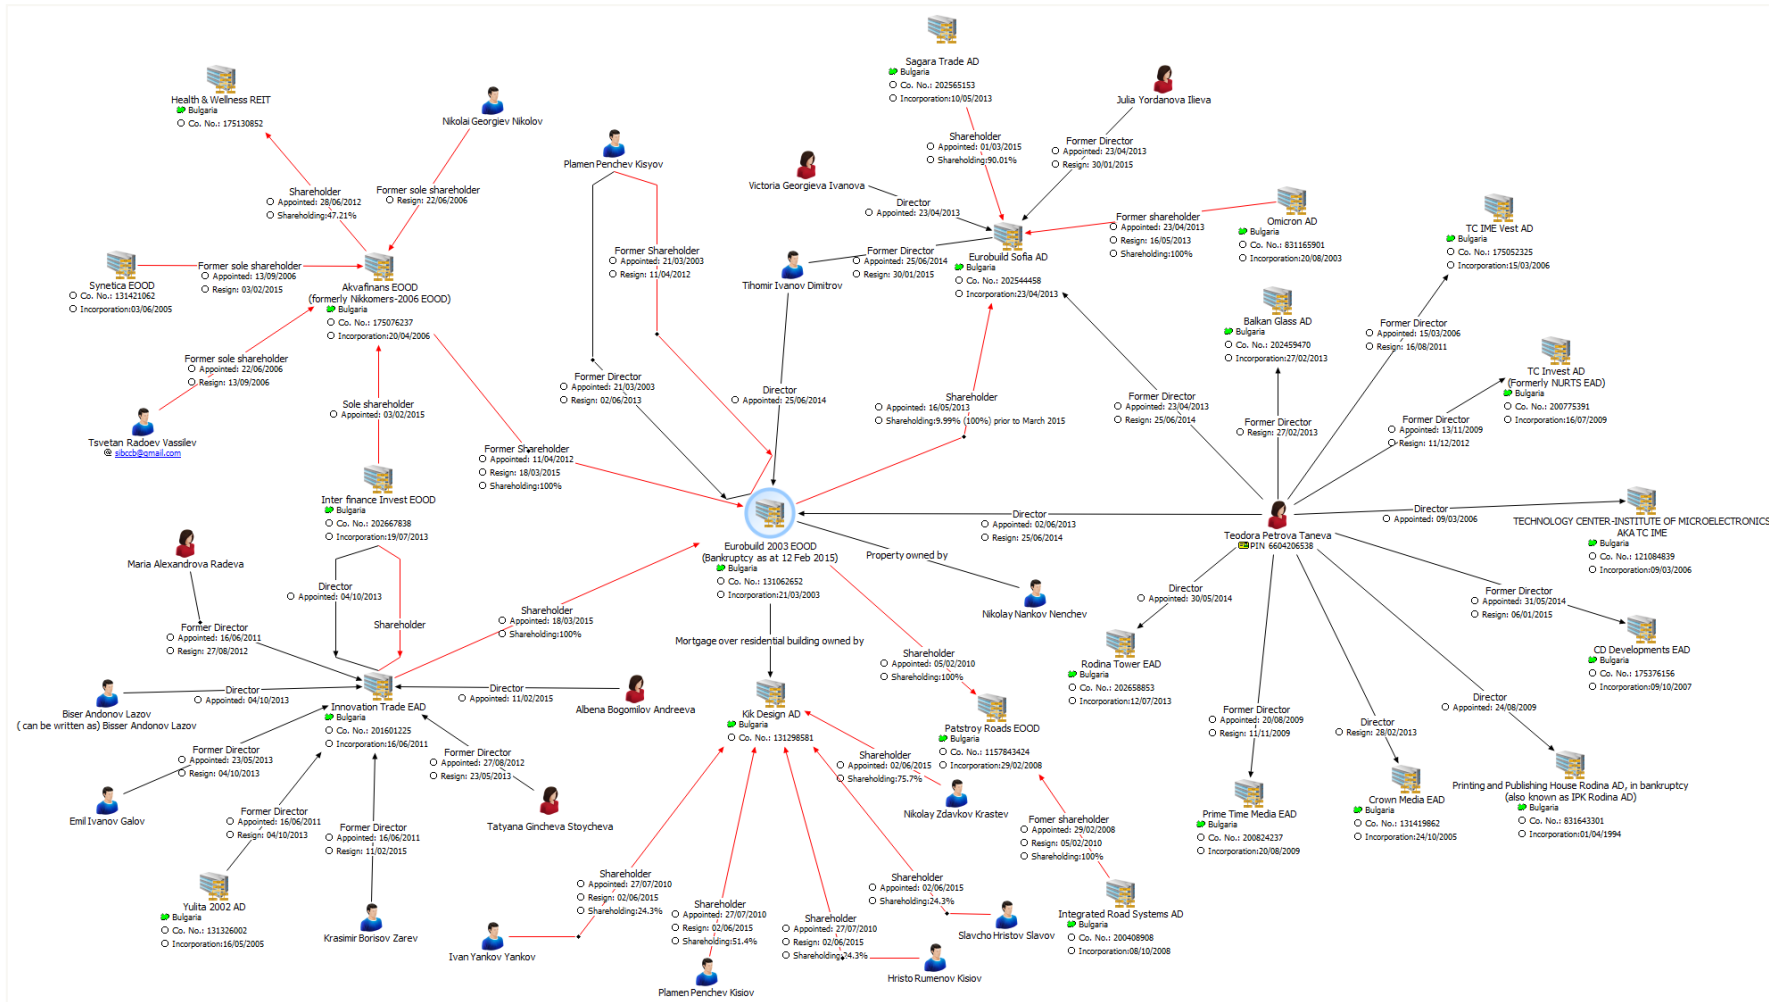 Sagara Trade AD
Bulgaria
Co. No.: 202565153
Incorporation:10/05/2013
Julia Yordanova Ilieva
Health & Wellness REIT
Bulgaria
Co. No.: 175130852
Nikolai Georgiev Nikolov
Plamen Penchev Kisyov
Shareholder
Appointed: 01/03/2015
Shareholding:90.01%
Former Director
Appointed: 23/04/2013
Resign: 30/01/2015
Victoria Georgieva Ivanova
Shareholder
Appointed: 28/06/2012
Shareholding:47.21%
Former sole shareholder
Resign: 22/06/2006
Director
Appointed: 23/04/2013
Former shareholder
Appointed: 23/04/2013
Resign: 16/05/2013
Shareholding:100%
Omicron AD
Bulgaria
Co. No.: 831165901
Incorporation:20/08/2003
TC IME Vest AD
Bulgaria
Co. No.: 175052325
Incorporation:15/03/2006
Synetica EOOD
Co. No.: 131421062
Incorporation:03/06/2005
Former sole shareholder
Appointed: 13/09/2006
Resign: 03/02/2015
Akvafinans EOOD
(formerly Nikkomers-2006 EOOD)
Bulgaria
Co. No.: 175076237
Incorporation:20/04/2006
Former Shareholder
Appointed: 21/03/2003
Resign: 11/04/2012
Former Director
Appointed: 25/06/2014
Resign: 30/01/2015
Tihomir Ivanov Dimitrov
Eurobuild Sofia AD
Bulgaria
Co. No.: 202544458
Incorporation:23/04/2013
Balkan Glass AD
Bulgaria
Co. No.: 202459470
Incorporation:27/02/2013
Former Director
Appointed: 15/03/2006
Resign: 16/08/2011
TC Invest AD
(Formerly NURTS EAD)
Bulgaria
Co. No.: 200775391
Incorporation:16/07/2009
Former sole shareholder
Appointed: 22/06/2006
Resign: 13/09/2006
Sole shareholder
Appointed: 03/02/2015
Former Director
Appointed: 21/03/2003
Resign: 02/06/2013
Director
Appointed: 25/06/2014
Shareholder
Appointed: 16/05/2013
Shareholding:9.99% (100%) prior to March 2015
Former Director
Appointed: 23/04/2013
Resign: 25/06/2014
Former Director
Resign: 27/02/2013
Former Director
Appointed: 13/11/2009
Resign: 11/12/2012
Tsvetan Radoev Vassilev
@ sibccb@gmail.com
Former Shareholder
Appointed: 11/04/2012
Resign: 18/03/2015
Shareholding:100%
Inter finance Invest EOOD
Bulgaria
Co. No.: 202667838
Incorporation:19/07/2013
Director
Appointed: 02/06/2013
Resign: 25/06/2014
Teodora Petrova Taneva
PIN 6604206538
Director
Appointed: 09/03/2006
TECHNOLOGY CENTER-INSTITUTE OF MICROELECTRONICS
AKA TC IME
Bulgaria
Co. No.: 121084839
Incorporation:09/03/2006
Maria Alexandrova Radeva
Eurobuild 2003 EOOD
(Bankruptcy as at 12 Feb 2015)
Bulgaria
Co. No.: 131062652
Incorporation:21/03/2003
Property owned by
Nikolay Nankov Nenchev
Director
Appointed: 04/10/2013
Shareholder
Shareholder
Appointed: 18/03/2015
Shareholding:100%
Director
Appointed: 30/05/2014
Former Director
Appointed: 31/05/2014
Resign: 06/01/2015
Former Director
Appointed: 16/06/2011
Resign: 27/08/2012
Mortgage over residential building owned by
Shareholder
Appointed: 05/02/2010
Shareholding:100%
Rodina Tower EAD
Bulgaria
Co. No.: 202658853
Incorporation:12/07/2013
CD Developments EAD
Bulgaria
Co. No.: 175376156
Incorporation:09/10/2007
Biser Andonov Lazov
( can be written as) Bisser Andonov Lazov
Director
Appointed: 04/10/2013
Innovation Trade EAD
Bulgaria
Co. No.: 201601225
Incorporation:16/06/2011
Director
Appointed: 11/02/2015
Albena Bogomilov Andreeva
Kik Design AD
Bulgaria
Co. No.: 131298581
Patstroy Roads EOOD
Bulgaria
Co. No.: 1157843424
Incorporation:29/02/2008
Former Director
Appointed: 20/08/2009
Resign: 11/11/2009
Director
Resign: 28/02/2013
Director
Appointed: 24/08/2009
Former Director
Appointed: 23/05/2013
Resign: 04/10/2013
Former Director
Appointed: 27/08/2012
Resign: 23/05/2013
Shareholder
Appointed: 02/06/2015
Shareholding:75.7%
Emil Ivanov Galov
Tatyana Gincheva Stoycheva
Nikolay Zdavkov Krastev
Prime Time Media EAD
Bulgaria
Co. No.: 200824237
Incorporation:20/08/2009
Crown Media EAD
Bulgaria
Co. No.: 131419862
Incorporation:24/10/2005
Printing and Publishing House Rodina AD, in bankruptcy
(also known as IPK Rodina AD)
Bulgaria
Co. No.: 831643301
Incorporation:01/04/1994
Former Director
Appointed: 16/06/2011
Resign: 04/10/2013
Former Director
Appointed: 16/06/2011
Resign: 11/02/2015
Fomer shareholder
Appointed: 29/02/2008
Resign: 05/02/2010
Shareholding:100%
Shareholder
Appointed: 27/07/2010
Resign: 02/06/2015
Shareholding:24.3%
Shareholder
Appointed: 02/06/2015
Shareholding:24.3%
Yulita 2002 AD
Bulgaria
Co. No.: 131326002
Incorporation:16/05/2005
Krasimir Borisov Zarev
Shareholder
Appointed: 27/07/2010
Resign: 02/06/2015
Shareholding:51.4%
Shareholder
Appointed: 27/07/2010
Resign: 02/06/2015
Shareholding:24.3%
Slavcho Hristov Slavov
Integrated Road Systems AD
Bulgaria
Co. No.: 200408908
Incorporation:08/10/2008
Ivan Yankov Yankov
Plamen Penchev Kisiov
Hristo Rumenov Kisiov